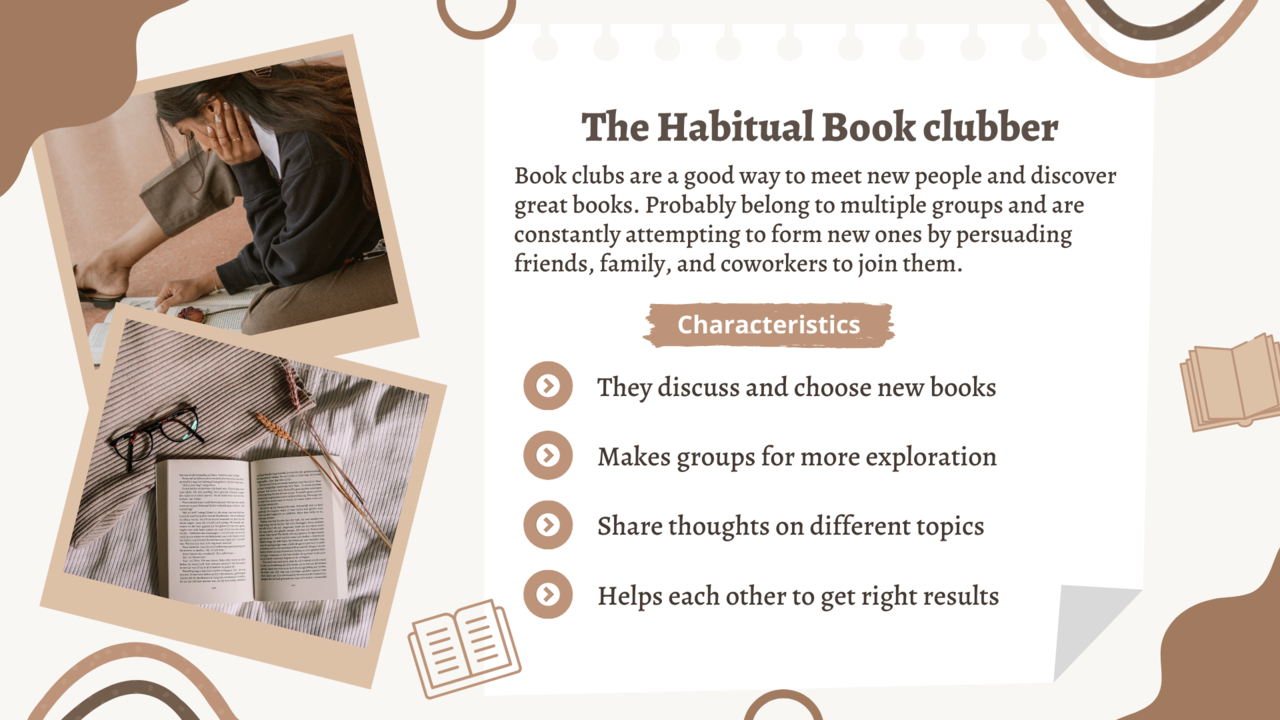 The Habitual Book clubber
Book clubs are a good way to meet new people and discover
great books. Probably belong to multiple groups and are
constantly attempting to form new ones by persuading
friends, family, and coworkers to join them.
Characteristics
They discuss and choose new books
Makes groups for more exploration
Share thoughts on different topics
Helps each other to get right results